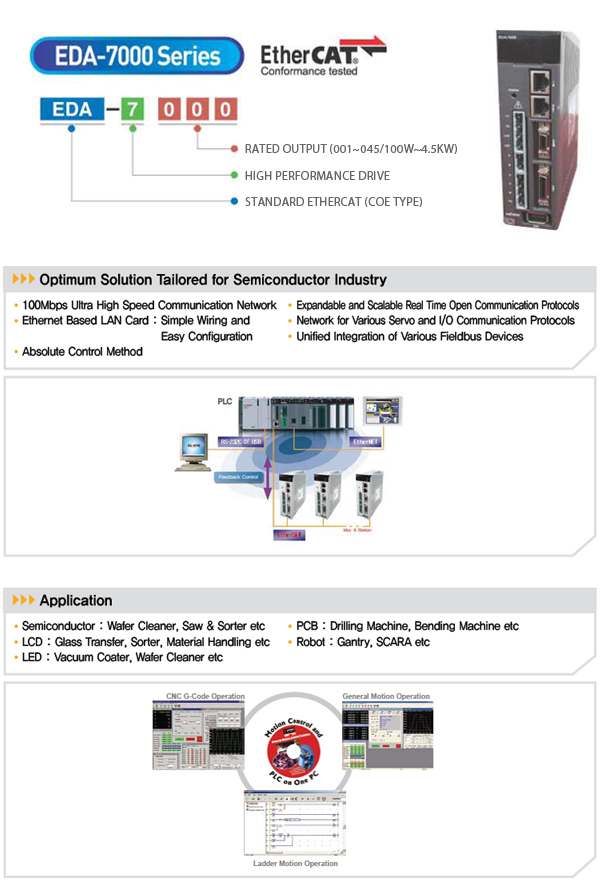 EDA-7000 Series
EtherCAT®
Conformance tested
EDA-7000
EDA - 7 0 0 0
RATED OUTPUT (001~045/100W~4.5KW)
HIGH PERFORMANCE DRIVE
STANDARD ETHERCAT (COE TYPE)
Optimum Solution Tailored for Semiconductor Industry
• 100Mbps Ultra High Speed Communication Network
• Ethernet Based LAN Card : Simple Wiring and
Easy Configuration
• Absolute Control Method
• Expandable and Scalable Real Time Open Communication Protocols
• Network for Various Servo and I/O Communication Protocols
• Unified Integration of Various Fieldbus Devices
PLC
RS-232C or USB
EtherNET
Feedback Control
EtherCAT
Max. 8 Station
Application
• Semiconductor : Wafer Cleaner, Saw & Sorter etc
• LCD : Glass Transfer, Sorter, Material Handling etc
• LED : Vacuum Coater, Wafer Cleaner etc
• PCB : Drilling Machine, Bending Machine etc
• Robot : Gantry, SCARA etc
CNC G-Code Operation
General Motion Operation
Motion Control and
PLC on One PC
Ladder Motion Operation